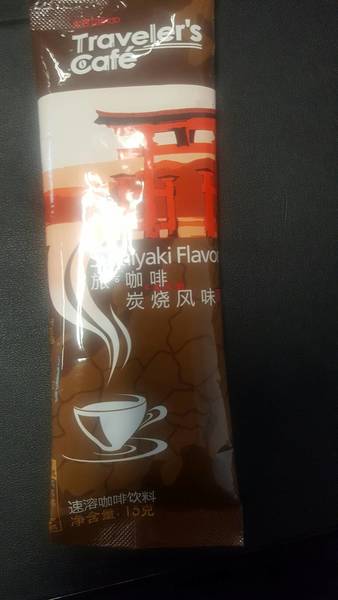 Traveler's
Café
Flavor
旅 咖啡
炭烧风味
速溶咖啡饮料
净含量:15克